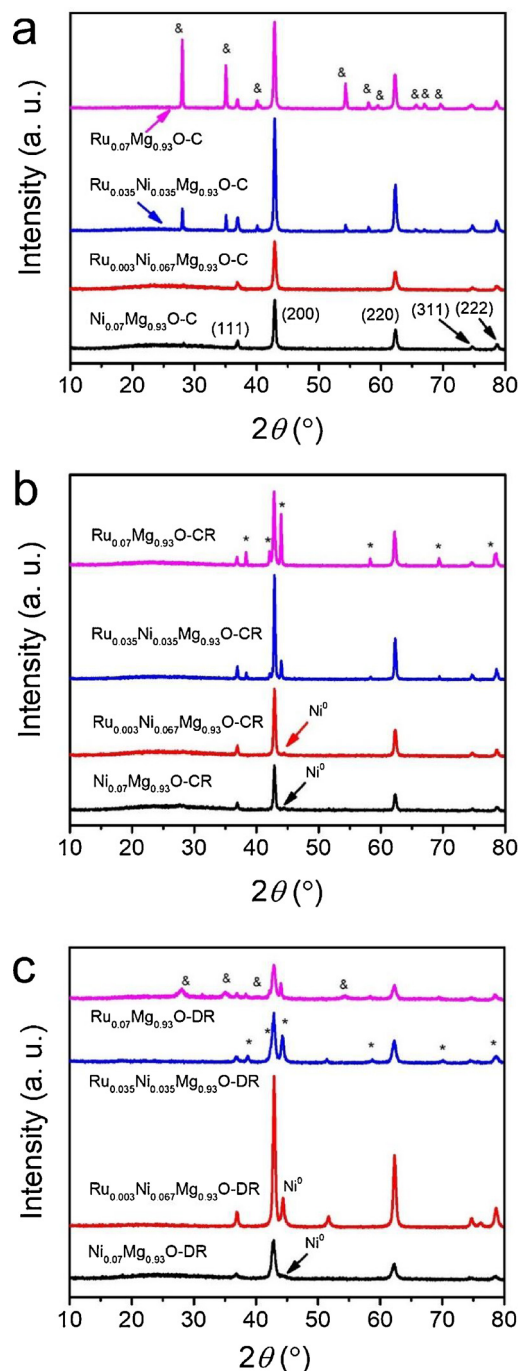 a
Intensity (a. u.)
& & & & & & & & &
Ru0.07Mg0.93O-C
Ru0.035Ni0.035Mg0.93O-C
Ru0.003Ni0.067Mg0.93O-C
Ni0.07Mg0.93O-C
(111) (200) (220) (311) (222)
10 20 30 40 50 60 70 80
2θ (°)
b
Intensity (a. u.)
* * * * * *
Ru0.07Mg0.93O-CR
Ru0.035Ni0.035Mg0.93O-CR
Ru0.003Ni0.067Mg0.93O-CR
Ni0
Ni0.07Mg0.93O-CR
Ni0
10 20 30 40 50 60 70 80
2θ (°)
c
Intensity (a. u.)
& & & &
Ru0.07Mg0.93O-DR
* * * * * *
Ru0.035Ni0.035Mg0.93O-DR
Ru0.003Ni0.067Mg0.93O-DR
Ni0
Ni0.07Mg0.93O-DR
Ni0
10 20 30 40 50 60 70 80
2θ (°)